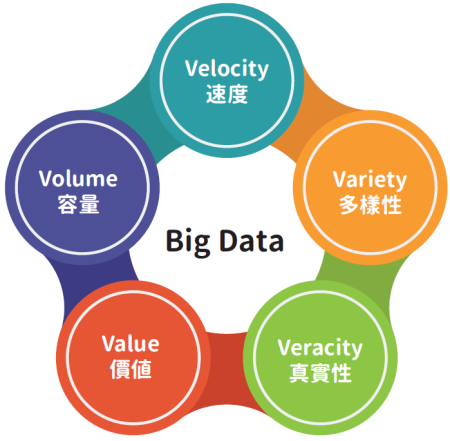 Velocity
速度
Volume
容量
Variety
多樣性
Big Data
Value
價值
Veracity
真實性